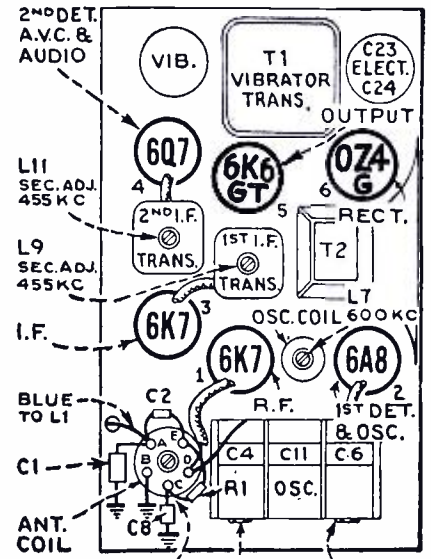 2ND DET.
A.V.C. &
AUDIO
VIB.
T1
VIBRATOR
TRANS.
C23
ELECT.
C24
OUTPUT
6Q7
4
6K6
GT
5
0Z4
G
6
RECT.
L11
SEC. ADJ.
455 KC
2ND I.F.
TRANS.
1ST I.F.
TRANS.
T2
L9
SEC. ADJ.
455 KC
3
I.F.
6K7
L7
OSC. COIL 600 KC
6K7
1
R.F.
6A8
2
1ST DET.
& OSC.
BLUE
TO L1
C2
A
E
B
D
C
C1
R1
C4
C11
C6
OSC.
ANT.
COIL
C8